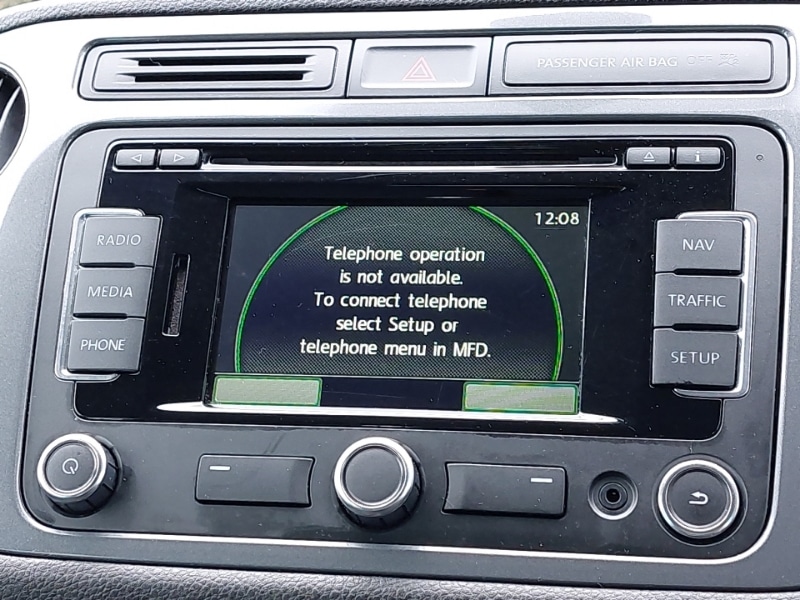 PASSENGER AIR BAG OFF
12:08
RADIO
MEDIA
PHONE
Telephone operation
is not available.
To connect telephone
select Setup or
telephone menu in MFD.
NAV
TRAFFIC
SETUP